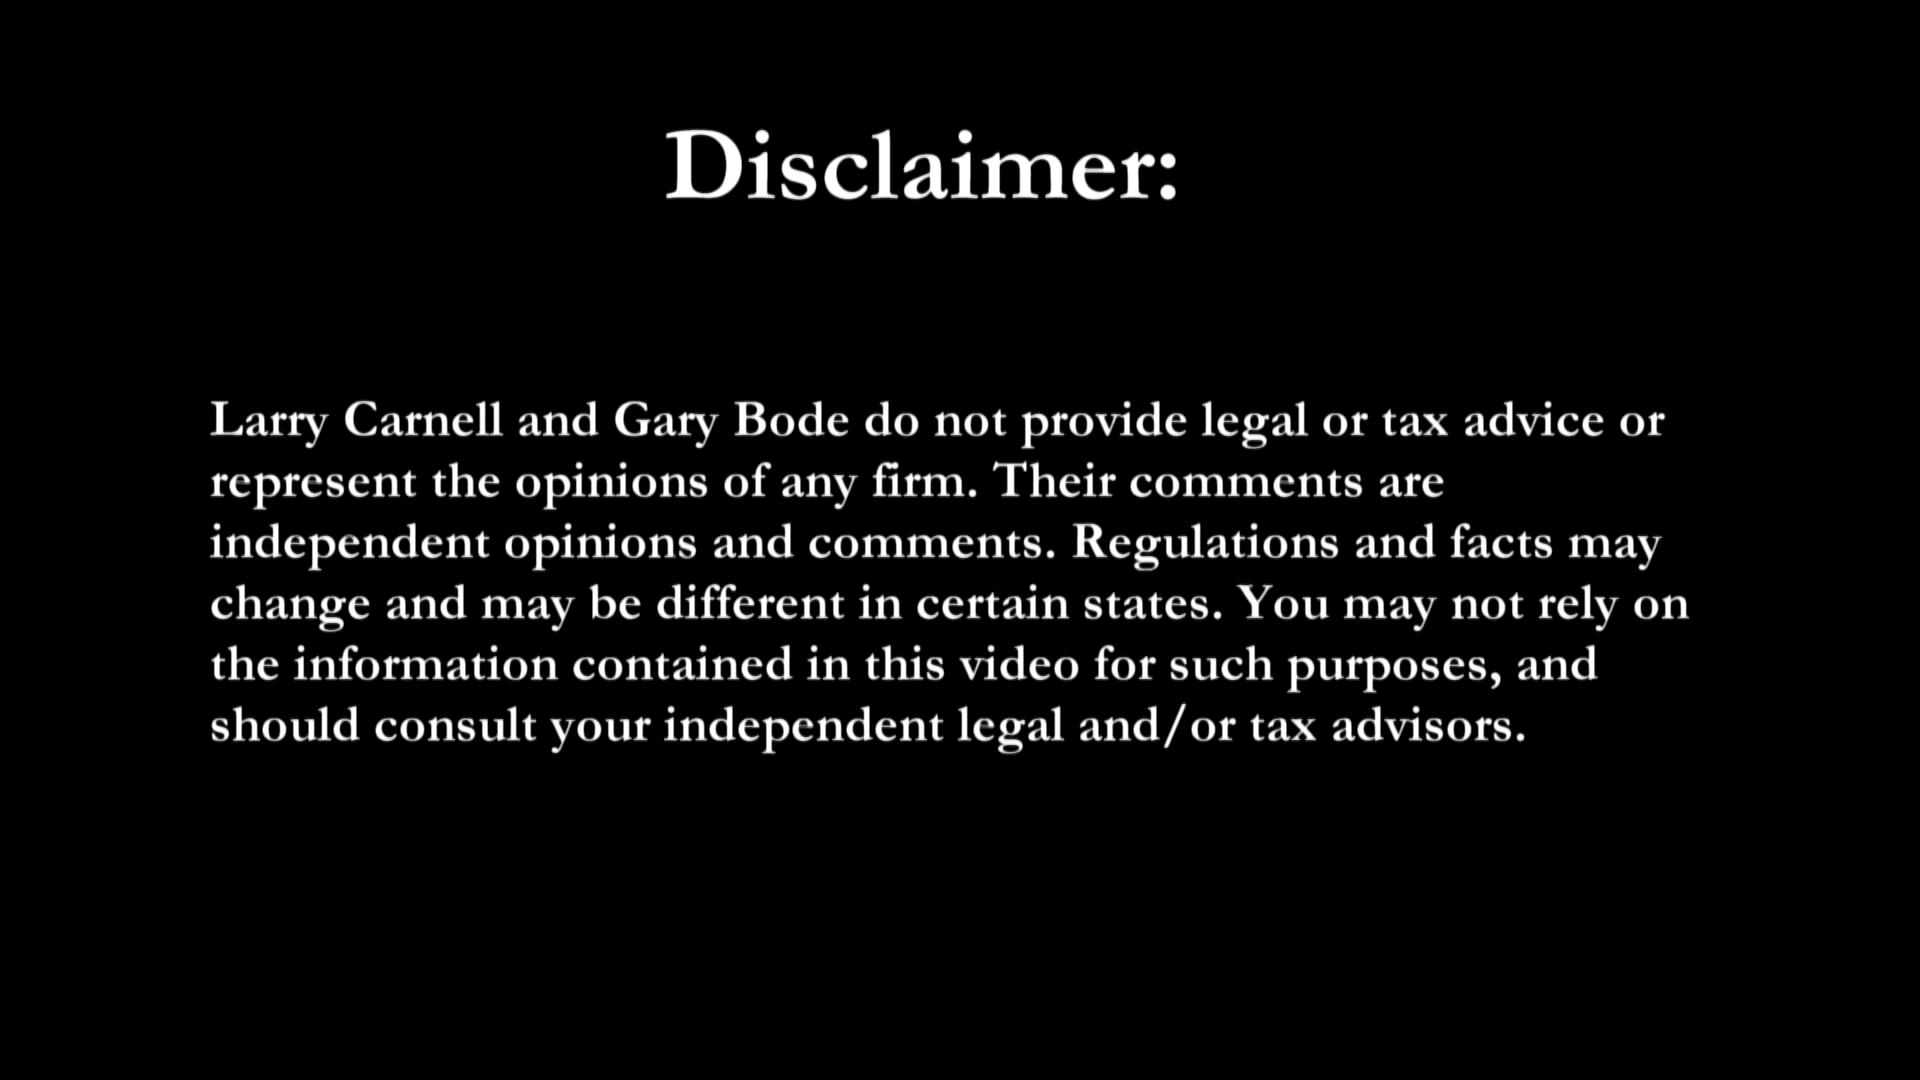 Disclaimer:
Larry Carnell and Gary Bode do not provide legal or tax advice or
represent the opinions of any firm. Their comments are
independent opinions and comments. Regulations and facts may
change and may be different in certain states. You may not rely on
the information contained in this video for such purposes, and
should consult your independent legal and/or tax advisors.